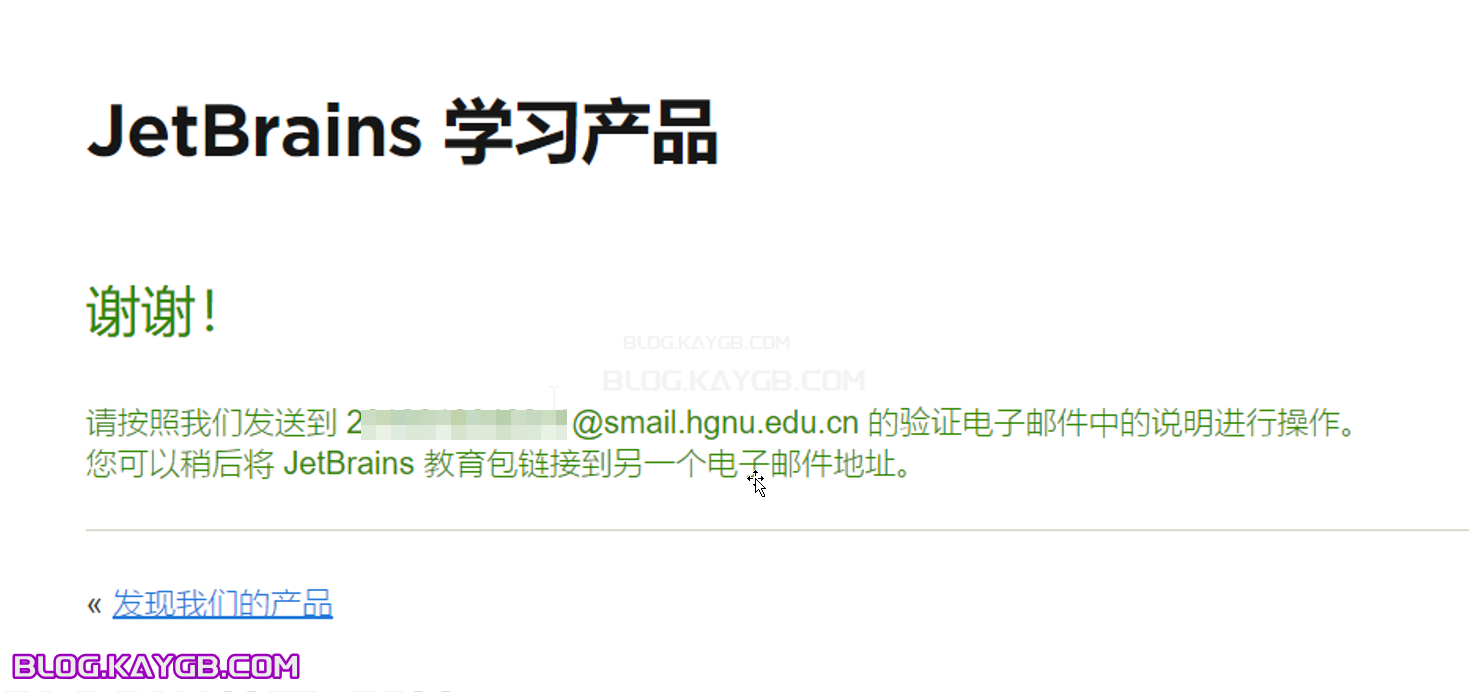 JetBrains 学习产品
谢谢！
BLOG.KAYGB.COM
BLOG.KAYGB.COM
请按照我们发送到 2 @smail.hgnu.edu.cn 的验证电子邮件中的说明进行操作。
您可以稍后将 JetBrains 教育包链接到另一个电子邮件地址。
« 发现我们的产品
BLOG.KAYGB.COM